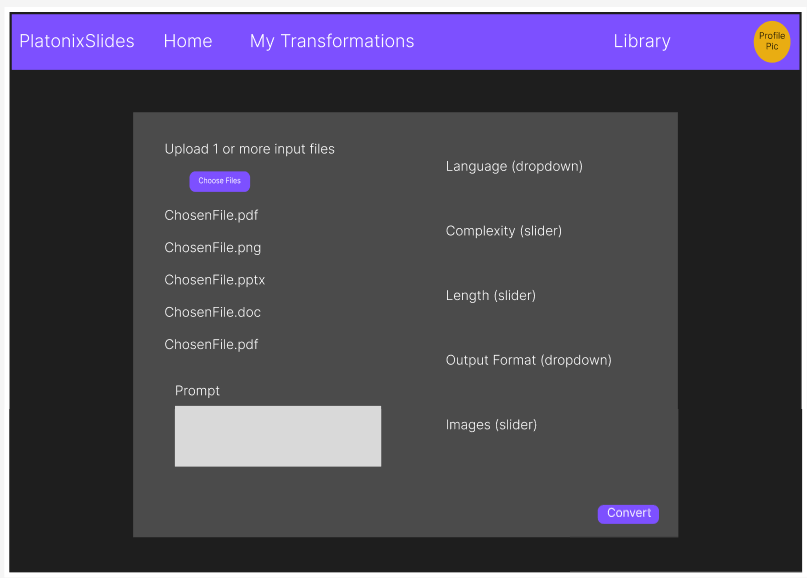 PlatonixSlides Home My Transformations Library Profile
Pic
Upload 1 or more input files
Choose Files
ChosenFile.pdf
ChosenFile.png
ChosenFile.pptx
ChosenFile.doc
ChosenFile.pdf
Prompt
Language (dropdown)
Complexity (slider)
Length (slider)
Output Format (dropdown)
Images (slider)
Convert